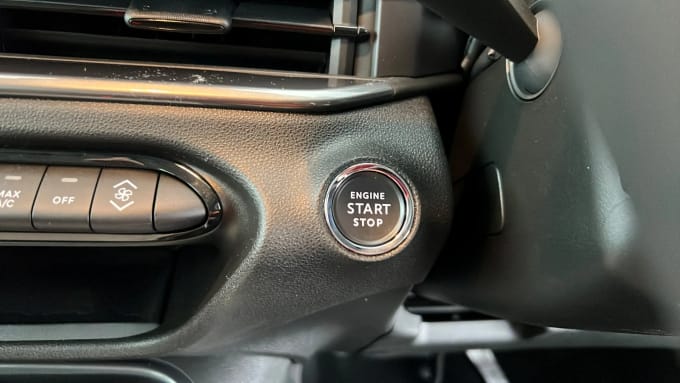 MAX
A/C
OFF
ENGINE
START
STOP